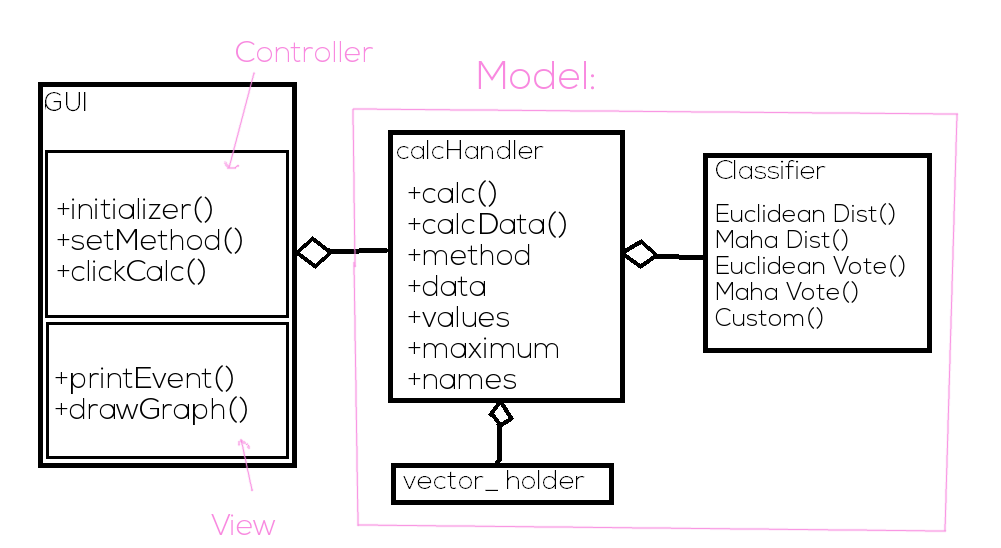 Controller
Model:
GUI
+initializer()
+setMethod()
+clickCalc()
+printEvent()
+drawGraph()
View
calcHandler
+calc()
+calcData()
+method
+data
+values
+maximum
+names
Classifier
Euclidean Dist()
Maha Dist()
Euclidean Vote()
Maha Vote()
Custom()
vector_ holder